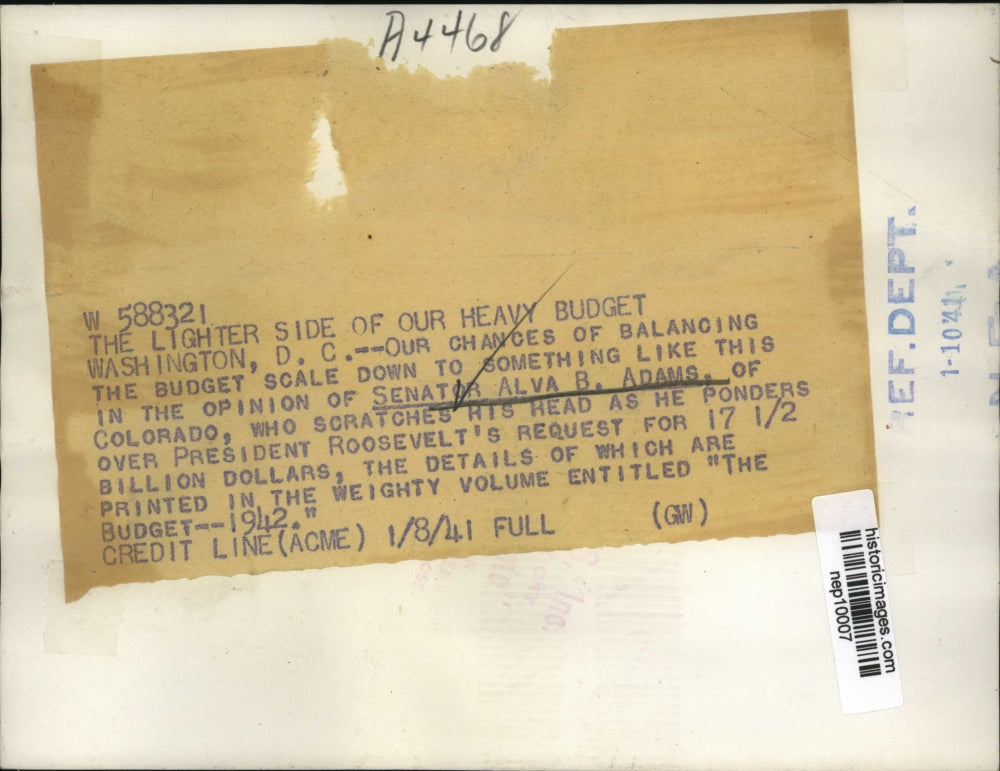 A4468
W 588321
THE LIGHTER SIDE OF OUR HEAVY BUDGET
WASHINGTON, D. C.--OUR CHANCES OF BALANCING
THE BUDGET SCALE DOWN TO SOMETHING LIKE THIS
IN THE OPINION OF SENATOR ALVA B. ADAMS, OF
COLORADO, WHO SCRATCHES HIS HEAD AS HE PONDERS
OVER PRESIDENT ROOSEVELT'S REQUEST FOR 17 1/2
BILLION DOLLARS, THE DETAILS OF WHICH ARE
PRINTED IN THE WEIGHTY VOLUME ENTITLED "THE
BUDGET--1942."
CREDIT LINE(ACME) 1/8/41 FULL (GW)
REF. DEPT.
1-10
Inc.
historicimages.com
nep10007